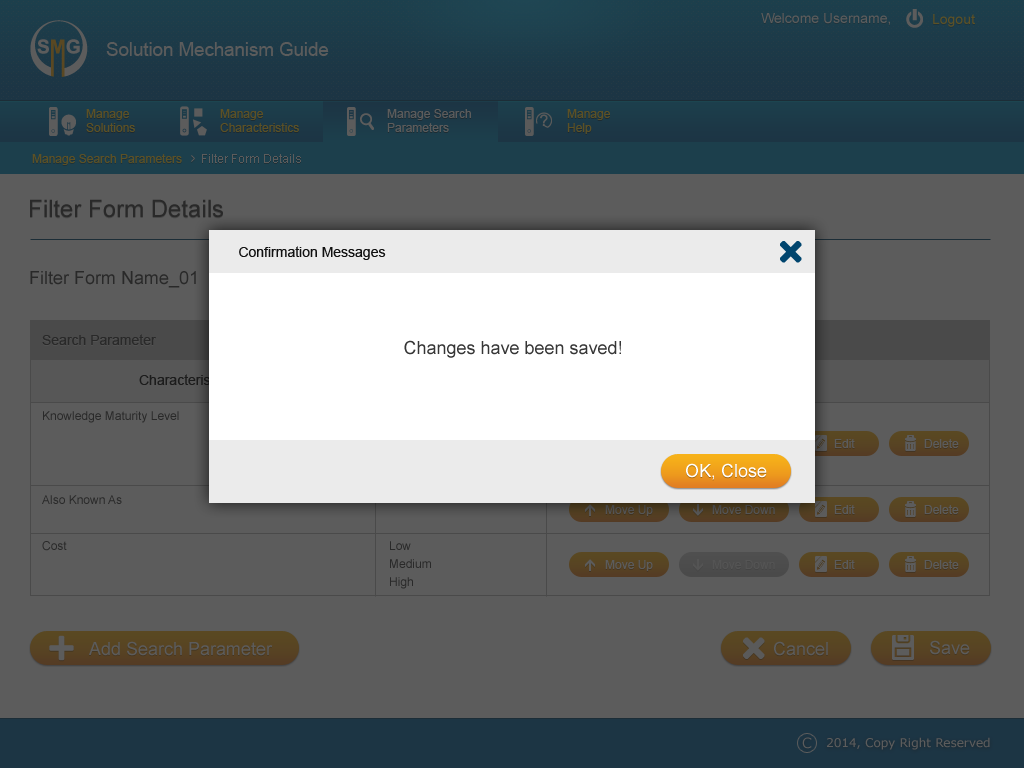 SMG
Solution Mechanism Guide
Welcome Username,
Logout
Manage
Solutions
Manage
Characteristics
Manage Search
Parameters
Manage
Help
Manage Search Parameters > Filter Form Details
Filter Form Details
Confirmation Messages
Filter Form Name_01
Search Parameter
Changes have been saved!
Characteris
Knowledge Maturity Level
Edit
Delete
OK, Close
Also Known As
Move Up
Move Down
Edit
Delete
Cost
Low
Medium
High
Move Up
Move Down
Edit
Delete
Add Search Parameter
Cancel
Save
© 2014, Copy Right Reserved